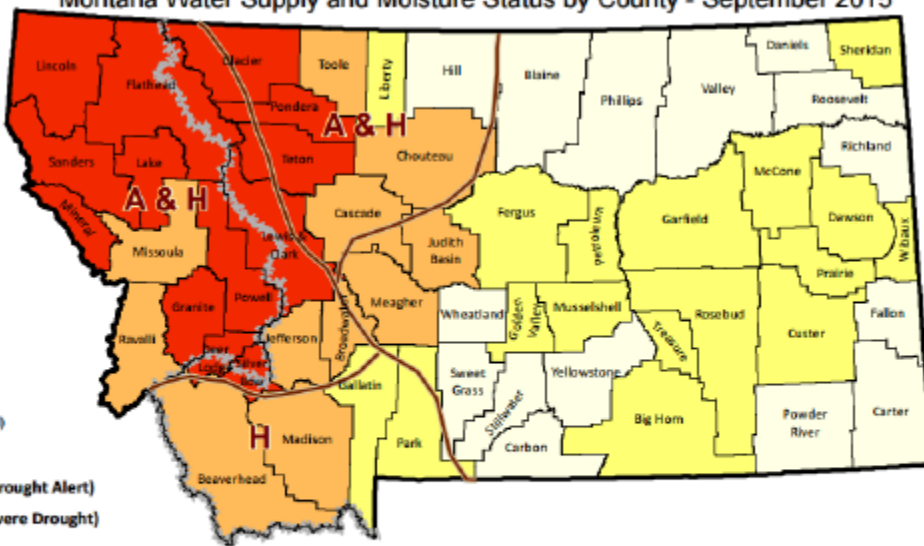 Montana Water Supply and Moisture Status by County - September 2015
Lincoln
Flathead
Glacier
Toole
Liberty
Hill
Blaine
Phillips
Valley
Daniels
Sheridan
Roosevelt
Richland
Pondera
A & H
Teton
Chouteau
Sanders
Lake
A & H
Mineral
Missoula
Lewis &
Clark
Cascade
Judith
Basin
Fergus
Petroleum
Garfield
McCone
Dawson
Wibaux
Prairie
Granite
Powell
Ravalli
Jefferson
Broadwater
Meagher
Wheatland
Golden
Valley
Musselshell
Rosebud
Treasure
Custer
Fallon
Deer
Lodge
Silver
Bow
Gallatin
Park
Sweet
Grass
Stillwater
Yellowstone
Carbon
Big Horn
Powder
River
Carter
H
Madison
Beaverhead
rought Alert)
vere Drought)